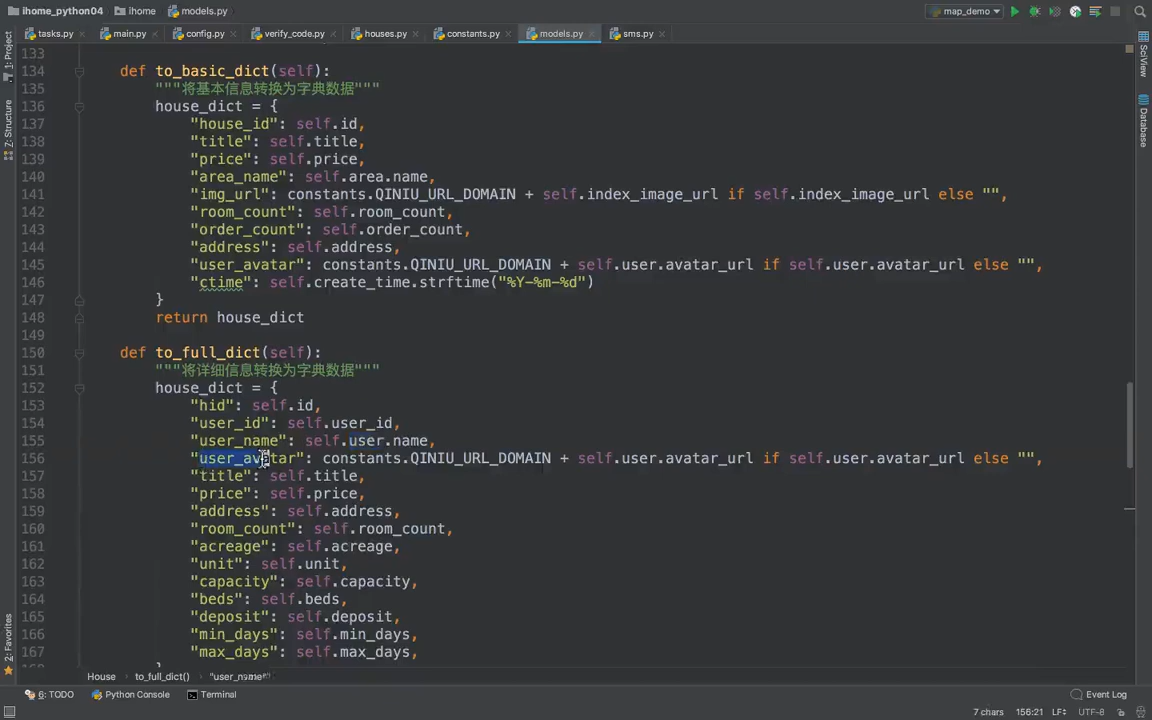 ihome_python04 ihome models.py map_demo
tasks.py main.py config.py verify_code.py houses.py constants.py models.py sms.py
133
134 def to_basic_dict(self):
135 """将基本信息转换为字典数据"""
136 house_dict = {
137 "house_id": self.id,
138 "title": self.title,
139 "price": self.price,
140 "area_name": self.area.name,
141 "img_url": constants.QINIU_URL_DOMAIN + self.index_image_url if self.index_image_url else "",
142 "room_count": self.room_count,
143 "order_count": self.order_count,
144 "address": self.address,
145 "user_avatar": constants.QINIU_URL_DOMAIN + self.user.avatar_url if self.user.avatar_url else "",
146 "ctime": self.create_time.strftime("%Y-%m-%d")
147 }
148 return house_dict
149
150 def to_full_dict(self):
151 """将详细信息转换为字典数据"""
152 house_dict = {
153 "hid": self.id,
154 "user_id": self.user_id,
155 "user_name": self.user.name,
156 "user_avatar": constants.QINIU_URL_DOMAIN + self.user.avatar_url if self.user.avatar_url else "",
157 "title": self.title,
158 "price": self.price,
159 "address": self.address,
160 "room_count": self.room_count,
161 "acreage": self.acreage,
162 "unit": self.unit,
163 "capacity": self.capacity,
164 "beds": self.beds,
165 "deposit": self.deposit,
166 "min_days": self.min_days,
167 "max_days": self.max_days,
}
1: Project
7: Structure
2: Favorites
SciView
Database
House to_full_dict() "user_name"
6: TODO Python Console Terminal Event Log
7 chars 156:21 LF UTF-8